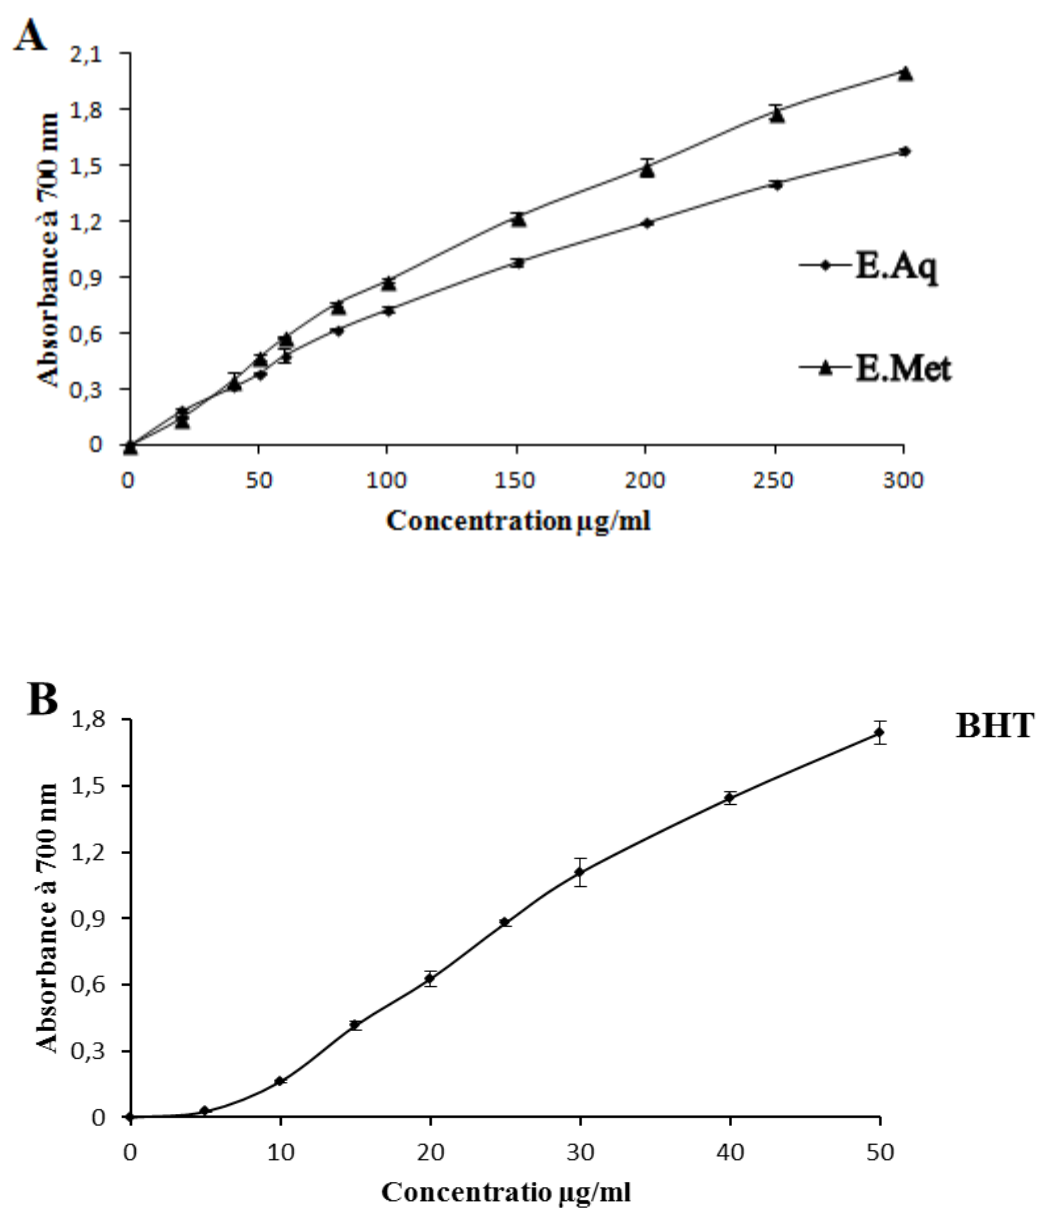 A
2,1
1,8
1,5
1,2
0,9
0,6
0,3
0
Absorbance à 700 nm
E.Aq
E.Met
0 50 100 150 200 250 300
Concentration µg/ml
B
BHT
1,8
1,5
1,2
0,9
0,6
0,3
0
Absorbance à 700 nm
0 10 20 30 40 50
Concentratio µg/ml